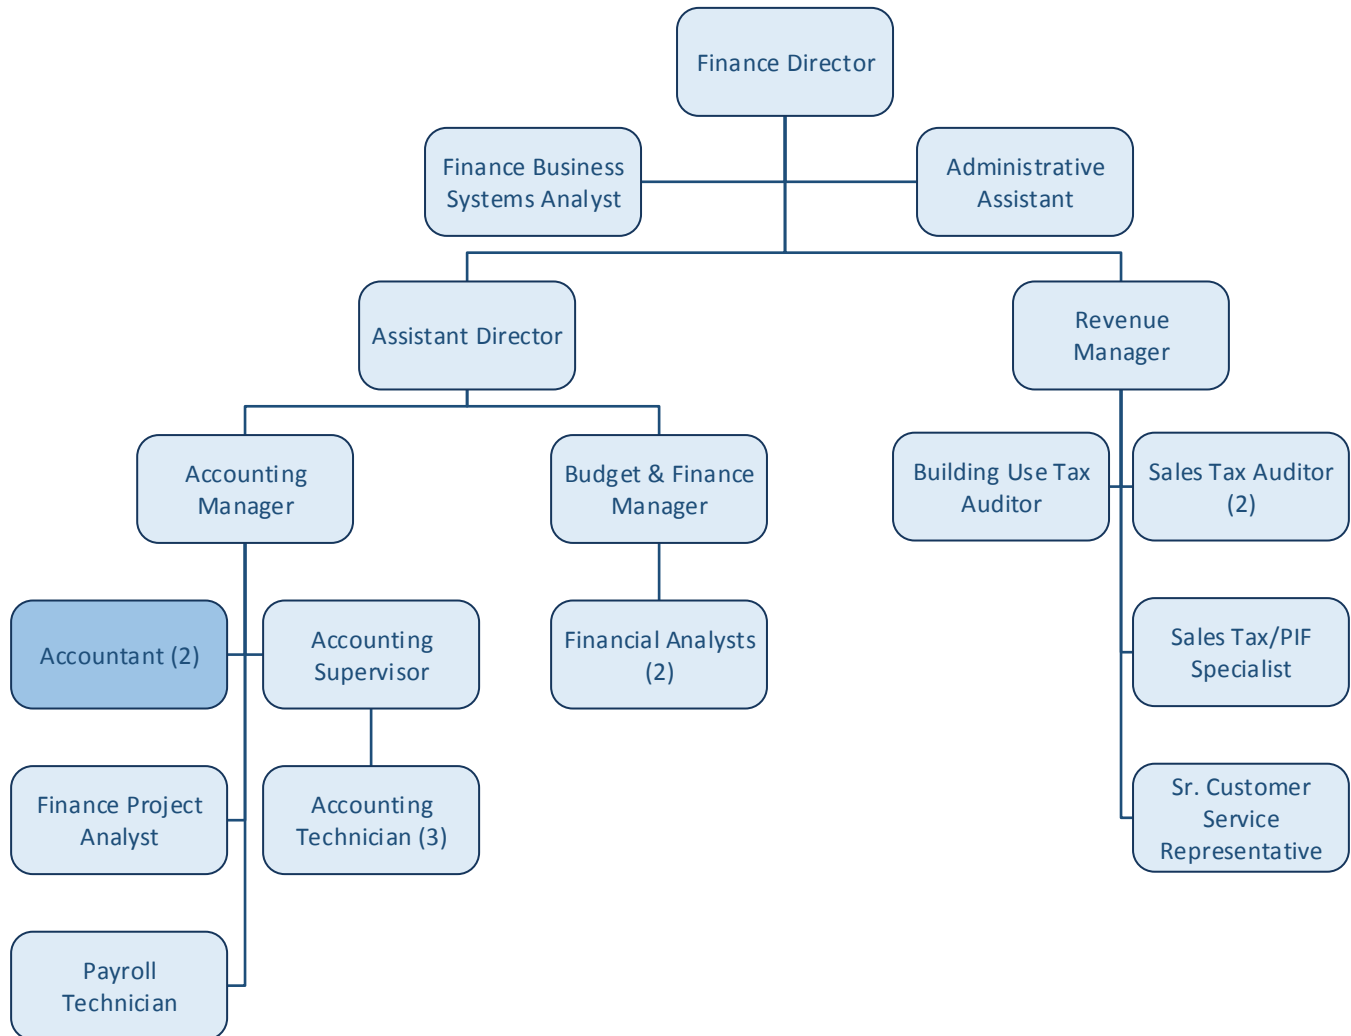 Finance Director
Finance Business
Systems Analyst
Administrative
Assistant
Assistant Director
Revenue
Manager
Accounting
Manager
Budget & Finance
Manager
Building Use Tax
Auditor
Sales Tax Auditor
(2)
Accountant (2)
Accounting
Supervisor
Financial Analysts
(2)
Sales Tax/PIF
Specialist
Finance Project
Analyst
Accounting
Technician (3)
Sr. Customer
Service
Representative
Payroll
Technician